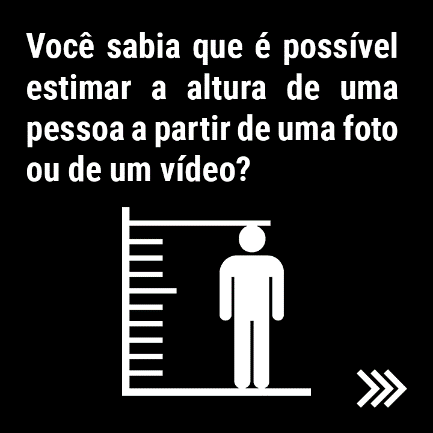 Você sabia que é possível
estimar a altura de uma
pessoa a partir de uma foto
ou de um vídeo?